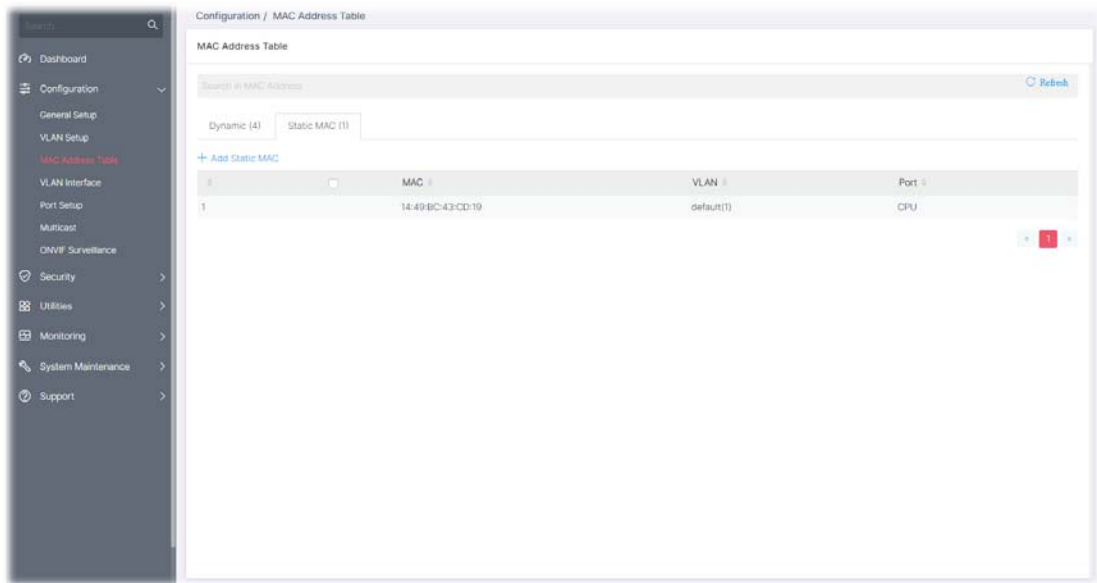 Search
Configuration / MAC Address Table
MAC Address Table
Dashboard
Configuration
General Setup
VLAN Setup
MAC Address Table
VLAN Interface
Port Setup
Multicast
ONVIF Surveillance
Security
Utilities
Monitoring
System Maintenance
Support
Search in MAC Address
Refresh
Dynamic (4) Static MAC (1)
+ Add Static MAC
MAC VLAN Port
1 14:49:BC:43:CD:19 default(1) CPU
« 1 »